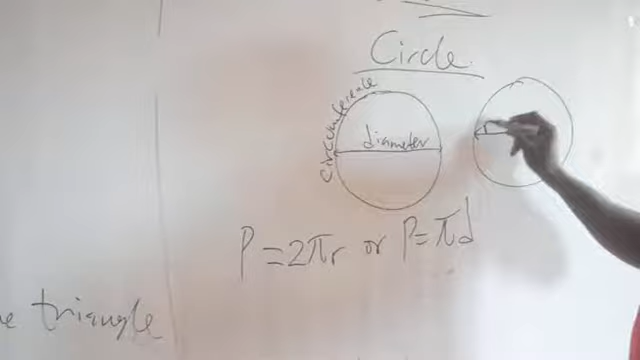 Circle
circumference
diameter
P = 2πr or P = πd
triangle